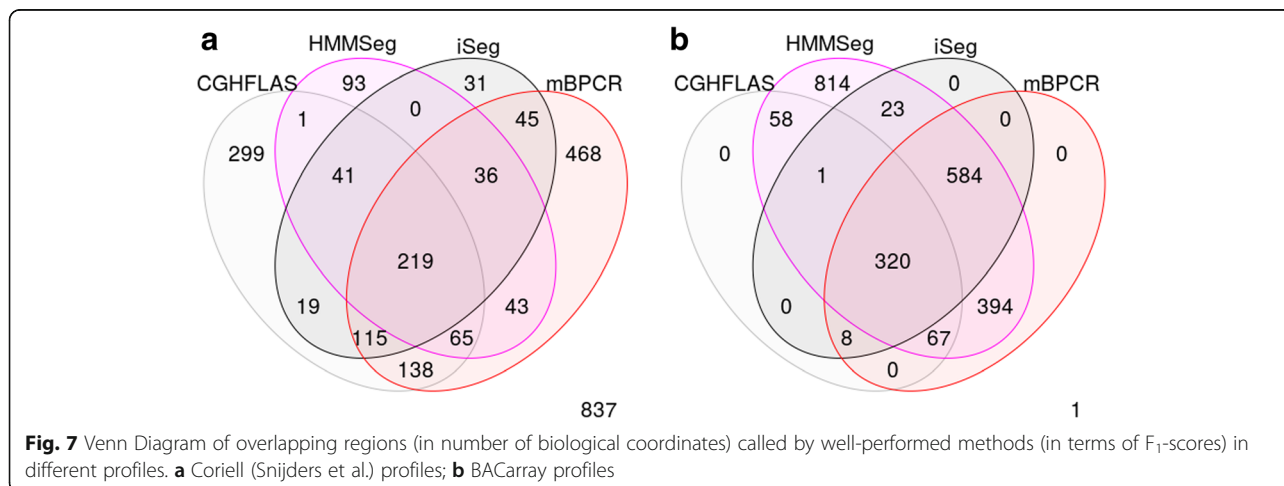 a
HMMSeg
iSeg
CGHFLAS
mBPCR
93
31
1
0
45
299
41
36
468
219
19
43
115
65
138
837
b
HMMSeg
iSeg
CGHFLAS
mBPCR
814
0
58
23
0
0
1
584
0
320
0
394
8
67
0
1
Fig. 7 Venn Diagram of overlapping regions (in number of biological coordinates) called by well-performed methods (in terms of F₁-scores) in
different profiles. a Coriell (Snijders et al.) profiles; b BACarray profiles